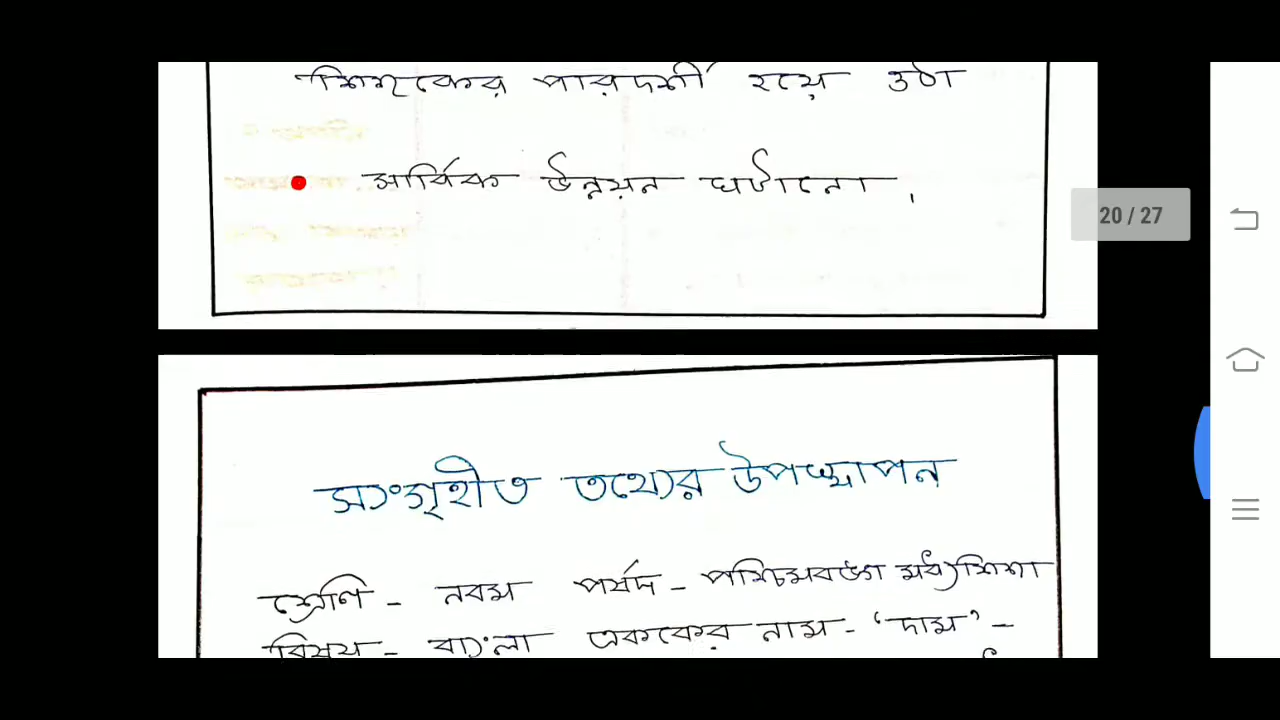 শিক্ষকের পারদর্শী হয়ে ওঠা
সার্বিক উন্নয়ন ঘটানো,
20 / 27
সংগৃহীত তথ্যের উপস্থাপন
শ্রেণি - নবম পর্ষদ - পশ্চিমবঙ্গ মধ্যশিক্ষা
বিষয় - বাংলা এককের নাম - ‘দাম’ -